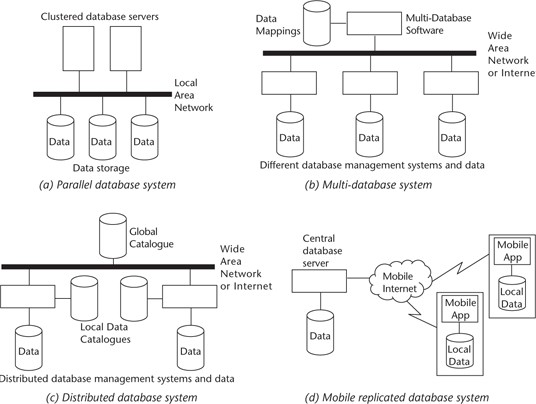 Clustered database servers
Local
Area
Network
Data
Data
Data
Data storage
(a) Parallel database system
Data
Mappings
Multi-Database
Software
Wide
Area
Network
or Interne
Data
Data
Data
Different database management systems and data
(b) Multi-database system
Global
Catalogue
Wide
Area
Network
or Internet
Local Data
Catalogues
Data
Data
Distributed database management systems and data
(c) Distributed database system
Central
database
server
Mobile
Internet
Data
Mobile
App
Local
Data
Mobile
App
Local
Data
(d) Mobile replicated database system